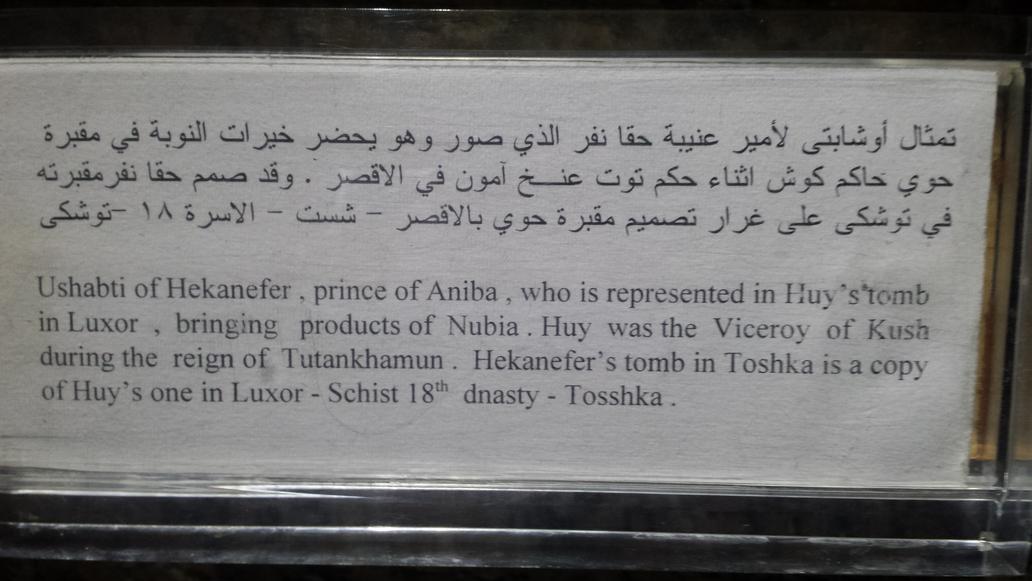 تمثال أوشابتى لأمير عنيبة حقا نفر الذي صور وهو يحضر خيرات النوبة في مقبرة
حوي حاكم كوش اثناء حكم توت عنـــخ آمون في الاقصر . وقد صمم حقا نفرمقبرته
في توشكى على غرار تصميم مقبرة حوي بالاقصر – شست – الاسرة ١٨ –توشكى
Ushabti of Hekanefer , prince of Aniba , who is represented in Huy’s tomb
in Luxor , bringing products of Nubia . Huy was the Viceroy of Kush
during the reign of Tutankhamun . Hekanefer’s tomb in Toshka is a copy
of Huy’s one in Luxor - Schist 18th dnasty - Tosshka .